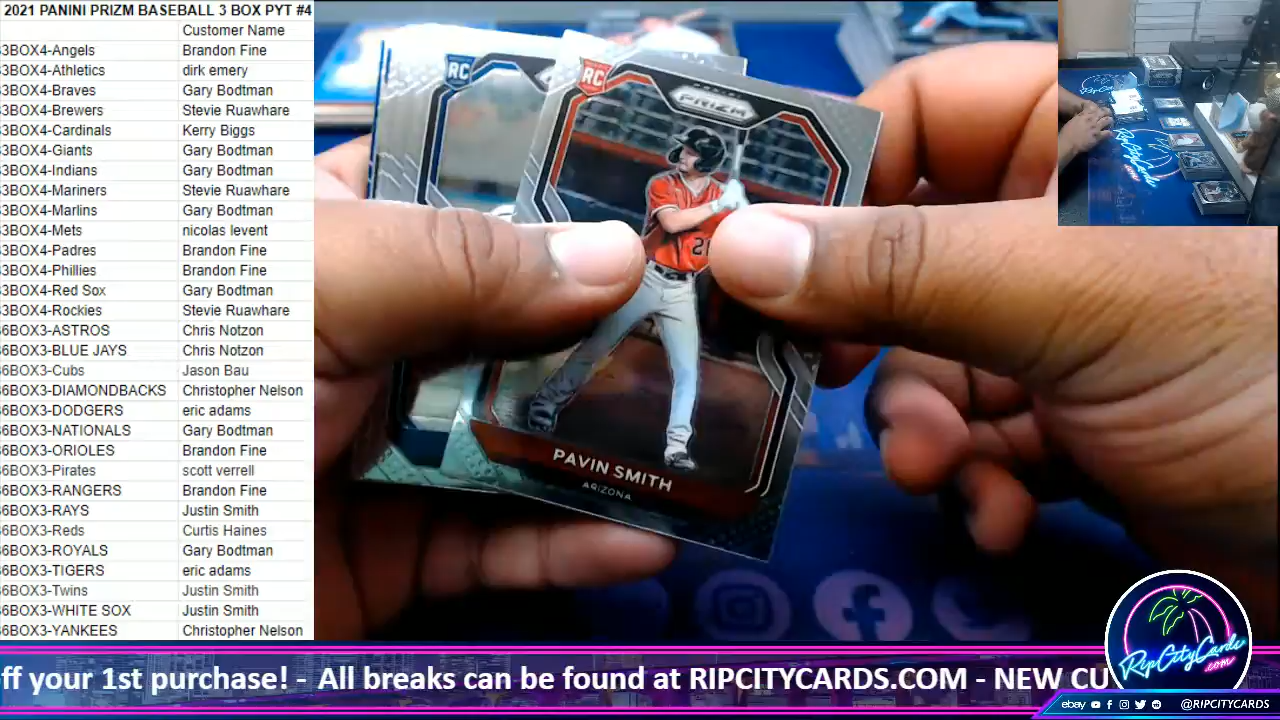 2021 PANINI PRIZM BASEBALL 3 BOX PYT #4
Customer Name
3BOX4-Angels Brandon Fine
3BOX4-Athletics dirk emery
3BOX4-Braves Gary Bodtman
3BOX4-Brewers Stevie Ruawhare
3BOX4-Cardinals Kerry Biggs
3BOX4-Giants Gary Bodtman
3BOX4-Indians Gary Bodtman
3BOX4-Mariners Stevie Ruawhare
3BOX4-Marlins Gary Bodtman
3BOX4-Mets nicolas levent
3BOX4-Padres Brandon Fine
3BOX4-Phillies Brandon Fine
3BOX4-Red Sox Gary Bodtman
3BOX4-Rockies Stevie Ruawhare
6BOX3-ASTROS Chris Notzon
6BOX3-BLUE JAYS Chris Notzon
6BOX3-Cubs Jason Bau
6BOX3-DIAMONDBACKS Christopher Nelson
6BOX3-DODGERS eric adams
6BOX3-NATIONALS Gary Bodtman
6BOX3-ORIOLES Brandon Fine
6BOX3-Pirates scott verrell
6BOX3-RANGERS Brandon Fine
6BOX3-RAYS Justin Smith
6BOX3-Reds Curtis Haines
6BOX3-ROYALS Gary Bodtman
6BOX3-TIGERS eric adams
6BOX3-Twins Justin Smith
6BOX3-WHITE SOX Justin Smith
6BOX3-YANKEES Christopher Nelson
RC
RC
PANINI
PRIZM
2
PAVIN SMITH
ARIZONA
RipCityCards
.com
ff your 1st purchase! - All breaks can be found at RIPCITYCARDS.COM - NEW CU
ebay @RIPCITYCARDS